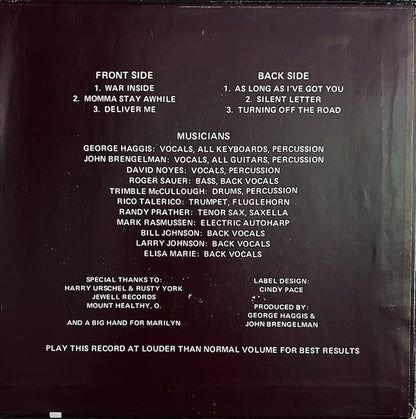 FRONT SIDE
1. WAR INSIDE
2. MOMMA STAY AWHILE
3. DELIVER ME
BACK SIDE
1. AS LONG AS I'VE GOT YOU
2. SILENT LETTER
3. TURNING OFF THE ROAD
MUSICIANS
GEORGE HAGGIS: VOCALS, ALL KEYBOARDS, PERCUSSION
JOHN BRENGELMAN: VOCALS, ALL GUITARS, PERCUSSION
DAVID NOYES: VOCALS, PERCUSSION
ROGER SAUER: BASS, BACK VOCALS
TRIMBLE McCULLOUGH: DRUMS, PERCUSSION
RICO TALERICO: TRUMPET, FLUGLEHORN
RANDY PRATHER: TENOR SAX, SAXELLA
MARK RASMUSSEN: ELECTRIC AUTOHARP
BILL JOHNSON: BACK VOCALS
LARRY JOHNSON: BACK VOCALS
ELISA MARIE: BACK VOCALS
SPECIAL THANKS TO:
HARRY URSCHEL & RUSTY YORK
JEWELL RECORDS
MOUNT HEALTHY, O.
AND A BIG HAND FOR MARILYN
LABEL DESIGN:
CINDY PACE
PRODUCED BY:
GEORGE HAGGIS &
JOHN BRENGELMAN
PLAY THIS RECORD AT LOUDER THAN NORMAL VOLUME FOR BEST RESULTS